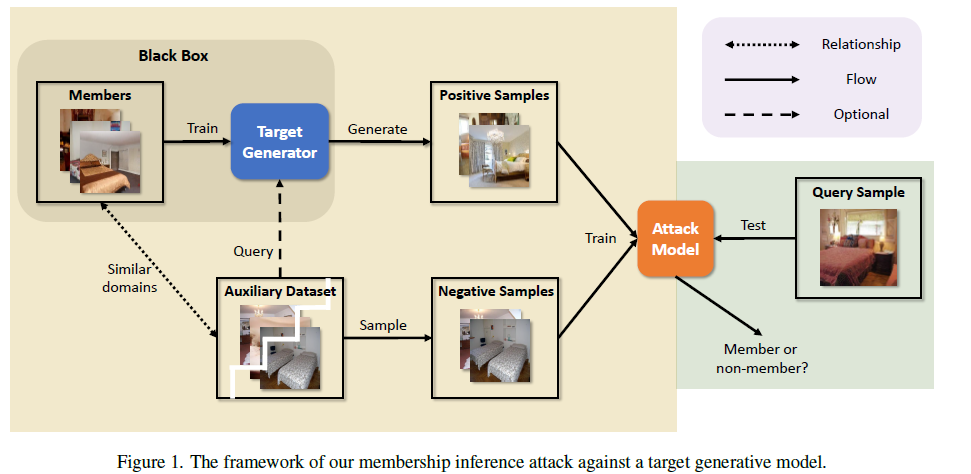 Black Box
Members
Train
Target
Generator
Generate
Positive Samples
Relationship
Flow
Optional
Query
Similar
domains
Auxiliary Dataset
Sample
Negative Samples
Train
Attack
Model
Test
Query Sample
Member or
non-member?
Figure 1. The framework of our membership inference attack against a target generative model.